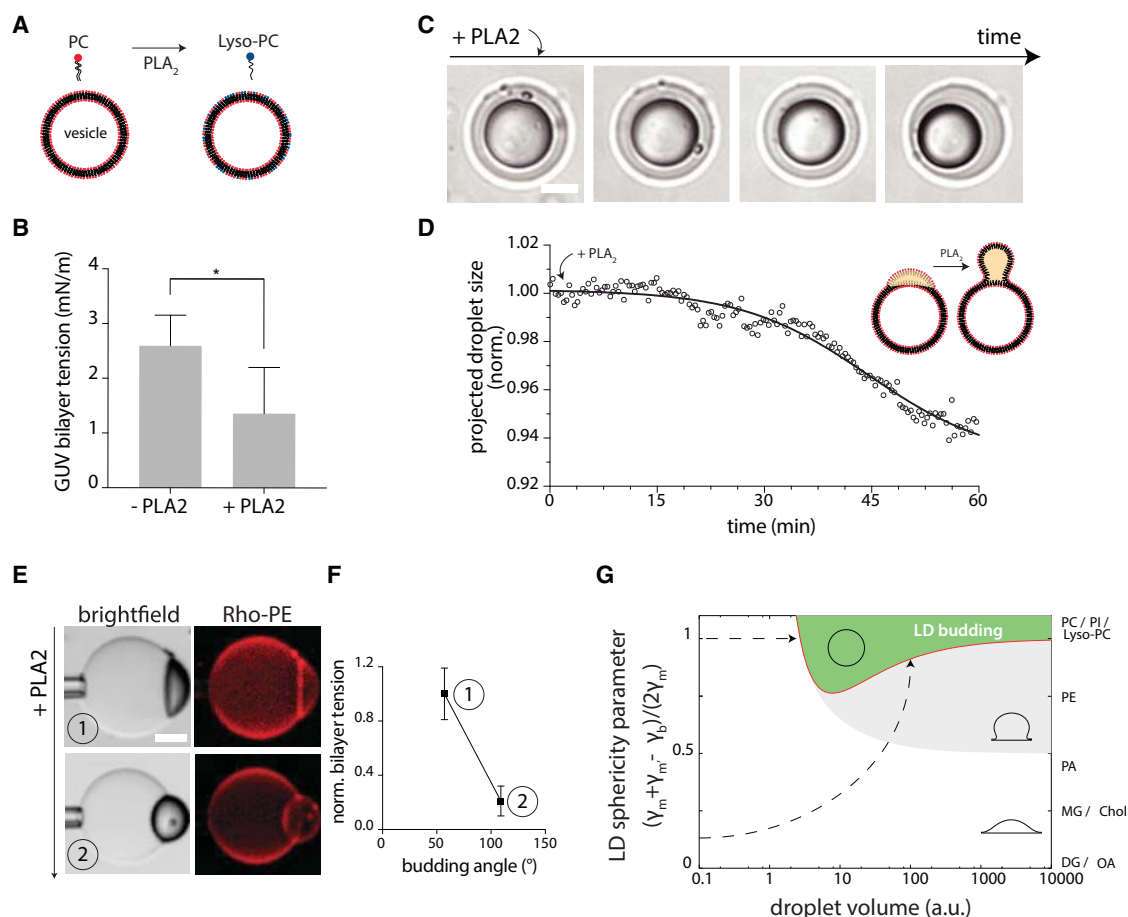 A
PC
PLA2
Lyso-PC
vesicle
B
GUV bilayer tension (mN/m)
4
3
2
1
0
*
- PLA2
+ PLA2
C
+ PLA2
time
D
projected droplet size
(norm.)
1.02
1.00
0.98
0.96
0.94
0.92
+ PLA2
PLA2
0
15
30
45
60
time (min)
E
brightfield
Rho-PE
+ PLA2
1
2
F
norm. bilayer tension
1.2
0.8
0.4
0.0
1
2
0
50
100
150
budding angle (°)
G
LD sphericity parameter
(γm+γm' - γb)/(2γm)
1
0.5
0
LD budding
PC / PI /
Lyso-PC
PE
PA
MG / Chol
DG / OA
0.1
1
10
100
1000
10000
droplet volume (a.u.)